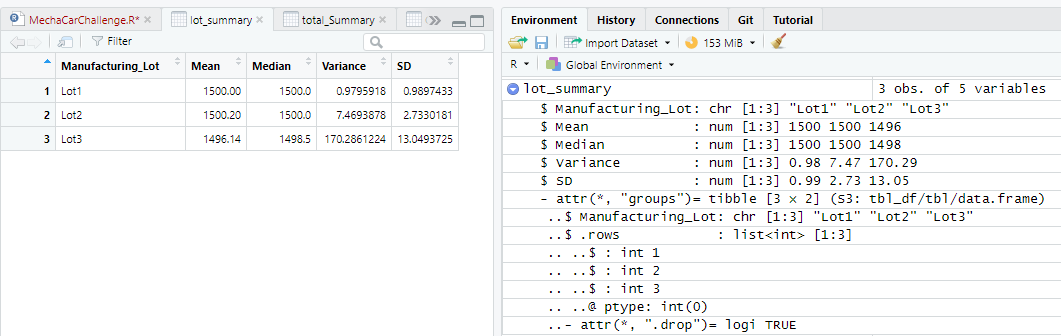 MechaCarChallenge.R* × lot_summary × total_Summary ×
Filter
Manufacturing_Lot Mean Median Variance SD
1 Lot1 1500.00 1500.0 0.9795918 0.9897433
2 Lot2 1500.20 1500.0 7.4693878 2.7330181
3 Lot3 1496.14 1498.5 170.2861224 13.0493725
Environment History Connections Git Tutorial
Import Dataset 153 MiB
R Global Environment
lot_summary 3 obs. of 5 variables
$ Manufacturing_Lot: chr [1:3] "Lot1" "Lot2" "Lot3"
$ Mean : num [1:3] 1500 1500 1496
$ Median : num [1:3] 1500 1500 1498
$ Variance : num [1:3] 0.98 7.47 170.29
$ SD : num [1:3] 0.99 2.73 13.05
- attr(*, "groups")= tibble [3 × 2] (S3: tbl_df/tbl/data.frame)
..$ Manufacturing_Lot: chr [1:3] "Lot1" "Lot2" "Lot3"
..$ .rows : list<int> [1:3]
.. ..$ : int 1
.. ..$ : int 2
.. ..$ : int 3
.. ..@ ptype: int(0)
..- attr(*, ".drop")= logi TRUE